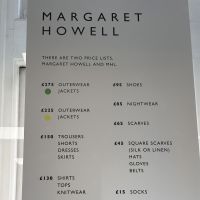 MARGARET
HOWELL
THERE ARE TWO PRICE LISTS,
MARGARET HOWELL AND MHL.
£275 OUTERWEAR
JACKETS
£225 OUTERWEAR
JACKETS
£150 TROUSERS
SHORTS
DRESSES
SKIRTS
£120 SHIRTS
TOPS
KNITWEAR
£95 SHOES
£85 NIGHTWEAR
£65 SCARVES
£45 SQUARE SCARVES
(SILK OR LINEN)
HATS
GLOVES
BELTS
£15 SOCKS